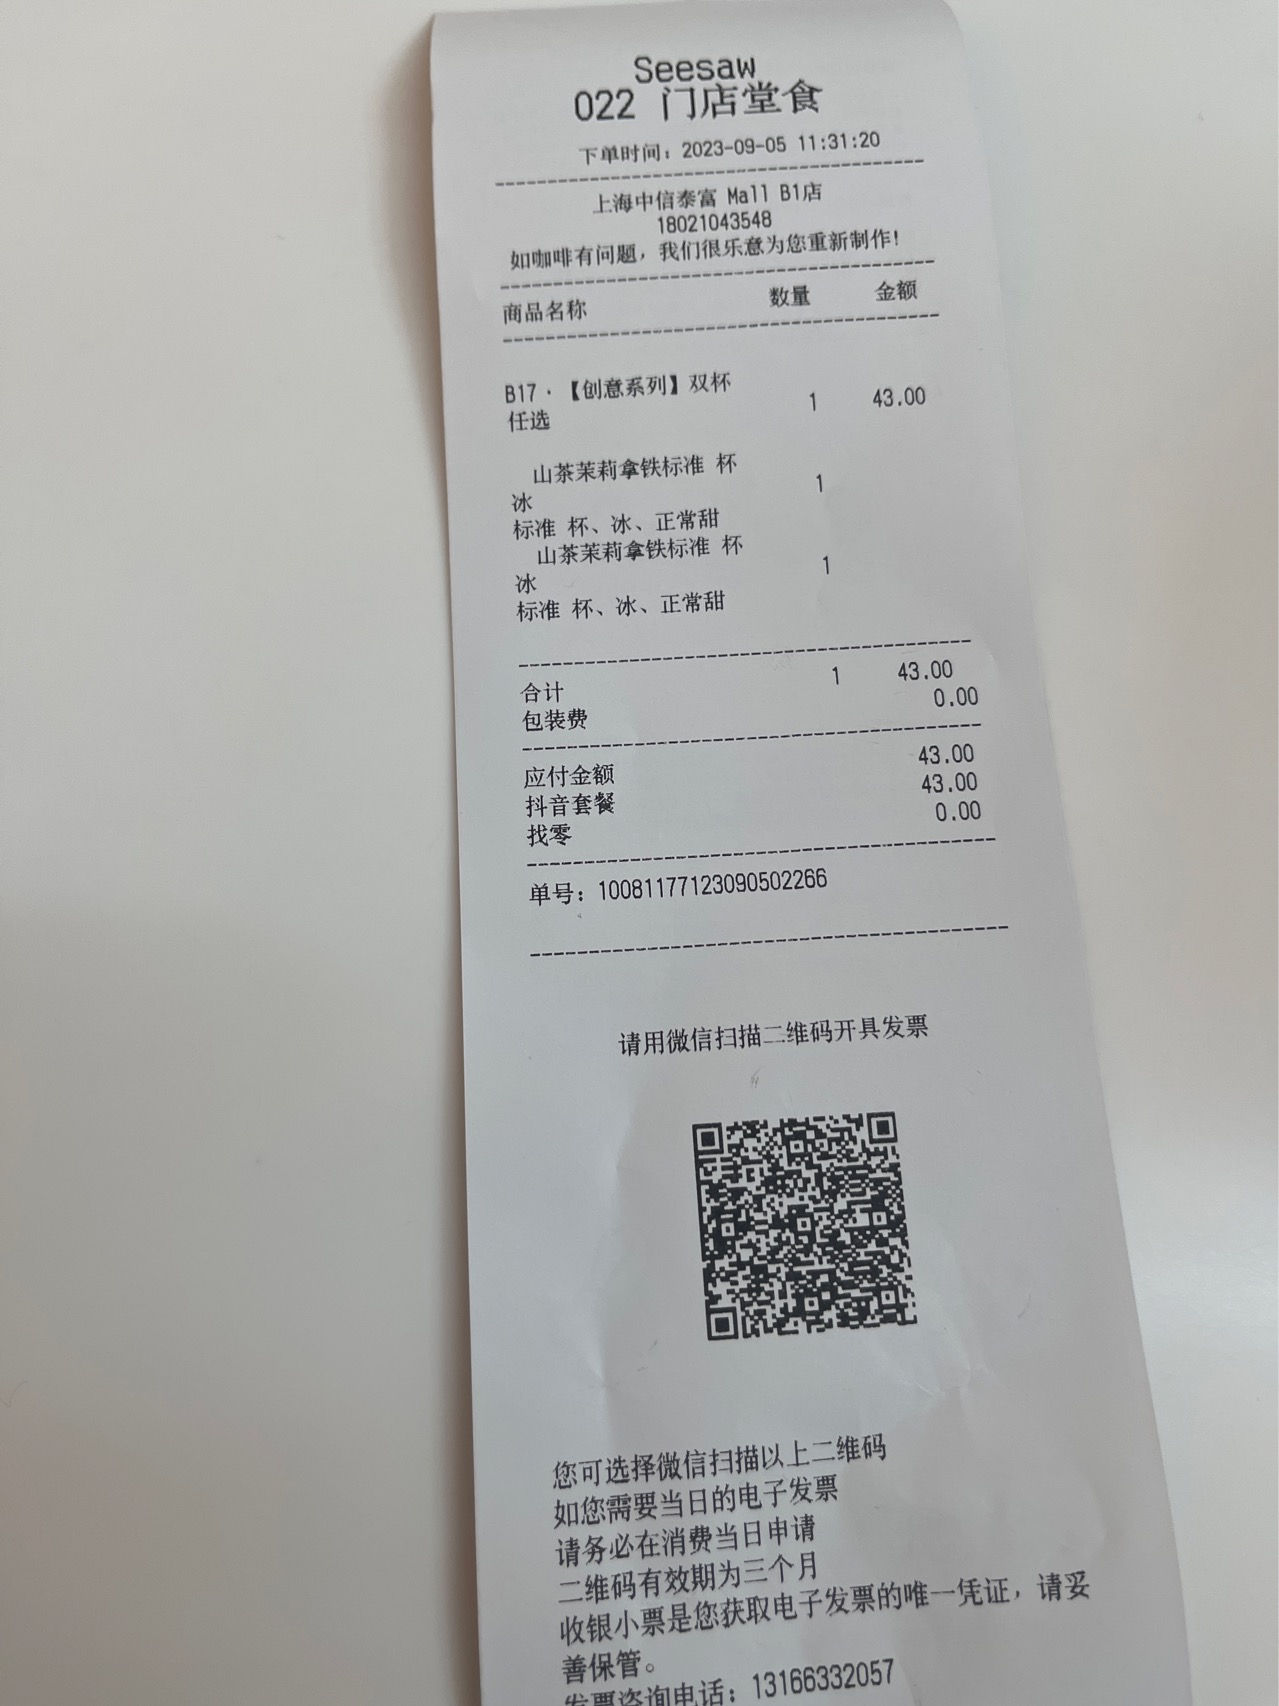 Seesaw
022 门店堂食
下单时间：2023-09-05 11:31:20
上海中信泰富 Mall B1店
18021043548
如咖啡有问题，我们很乐意为您重新制作！
商品名称 数量 金额
B17·【创意系列】双杯 1 43.00
任选
山茶茉莉拿铁标准 杯 1
冰
标准 杯、冰、正常甜
山茶茉莉拿铁标准 杯 1
冰
标准 杯、冰、正常甜
合计 1 43.00
包装费 0.00
应付金额 43.00
抖音套餐 43.00
找零 0.00
单号：10081177123090502266
请用微信扫描二维码开具发票
您可选择微信扫描以上二维码
如您需要当日的电子发票
请务必在消费当日申请
二维码有效期为三个月
收银小票是您获取电子发票的唯一凭证，请妥
善保管。
发票咨询电话：13166332057